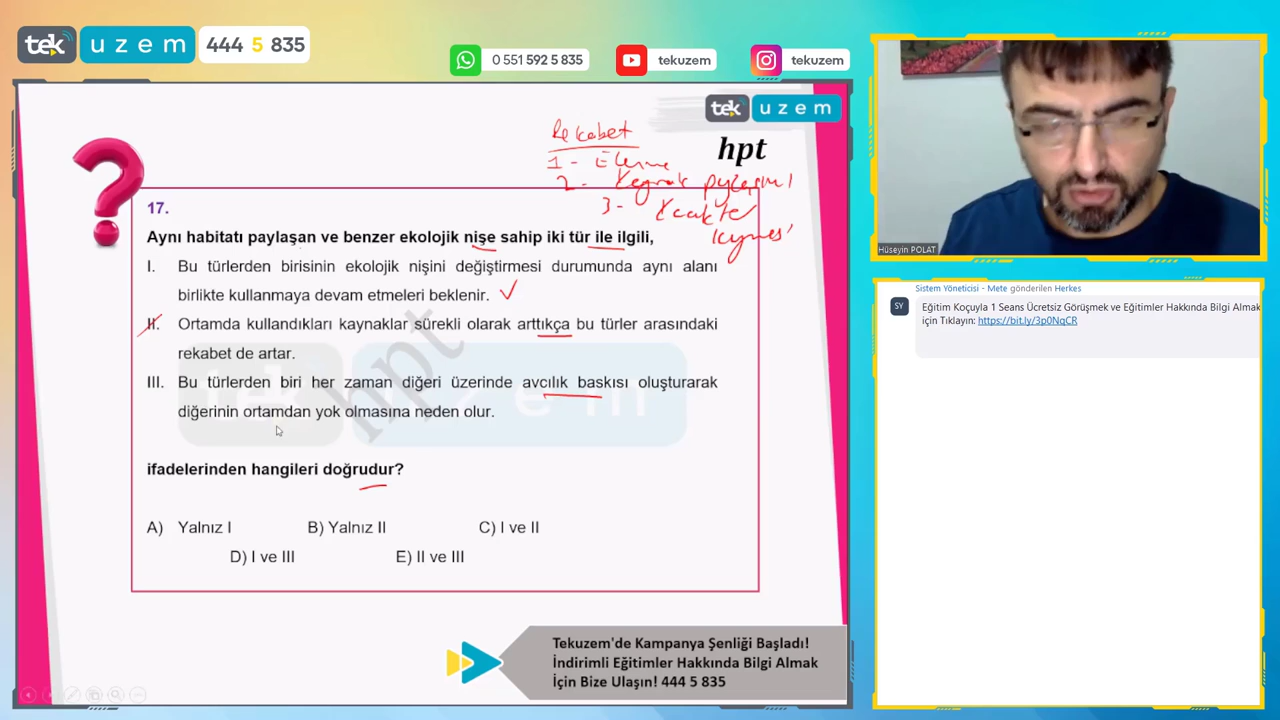 tek uzem 444 5 835
0 551 592 5 835 tekuzem tekuzem
tek uzem
hpt
Rekabet
1 - Eleme
2 -
3 -
17.
Aynı habitatı paylaşan ve benzer ekolojik nişe sahip iki tür ile ilgili,
I. Bu türlerden birisinin ekolojik nişini değiştirmesi durumunda aynı alanı
birlikte kullanmaya devam etmeleri beklenir.
II. Ortamda kullandıkları kaynaklar sürekli olarak arttıkça bu türler arasındaki
rekabet de artar.
III. Bu türlerden biri her zaman diğeri üzerinde avcılık baskısı oluşturarak
diğerinin ortamdan yok olmasına neden olur.
ifadelerinden hangileri doğrudur?
A) Yalnız I B) Yalnız II C) I ve II
D) I ve III E) II ve III
hpt
tek uzem
Tekuzem'de Kampanya Şenliği Başladı!
İndirimli Eğitimler Hakkında Bilgi Almak
İçin Bize Ulaşın! 444 5 835
Hüseyin POLAT
Sistem Yöneticisi - Mete gönderilen Herkes
SY
Eğitim Koçuyla 1 Seans Ücretsiz Görüşmek ve Eğitimler Hakkında Bilgi Almak
için Tıklayın: https://bit.ly/3p0NqCR